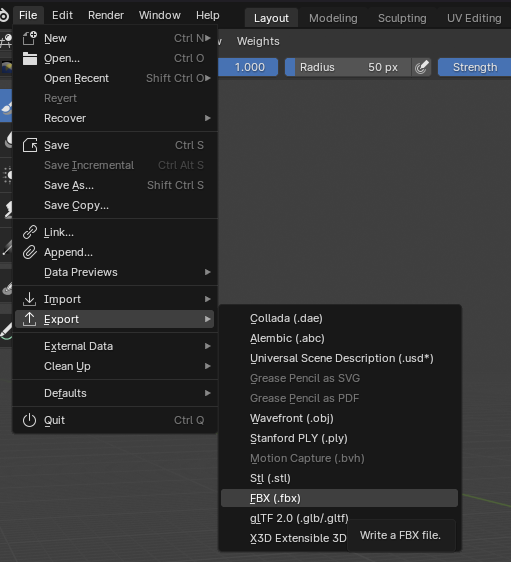 File Edit Render Window Help Layout Modeling Sculpting UV Editing
Weights
1.000 Radius 50 px Strength
New Ctrl N
Open... Ctrl O
Open Recent Shift Ctrl O
Revert
Recover
Save Ctrl S
Save Incremental Ctrl Alt S
Save As... Shift Ctrl S
Save Copy...
Link...
Append...
Data Previews
Import
Export
External Data
Clean Up
Defaults
Quit Ctrl Q
Collada (.dae)
Alembic (.abc)
Universal Scene Description (.usd*)
Grease Pencil as SVG
Grease Pencil as PDF
Wavefront (.obj)
Stanford PLY (.ply)
Motion Capture (.bvh)
Stl (.stl)
FBX (.fbx)
glTF 2.0 (.glb/.gltf)
X3D Extensible 3D
Write a FBX file.